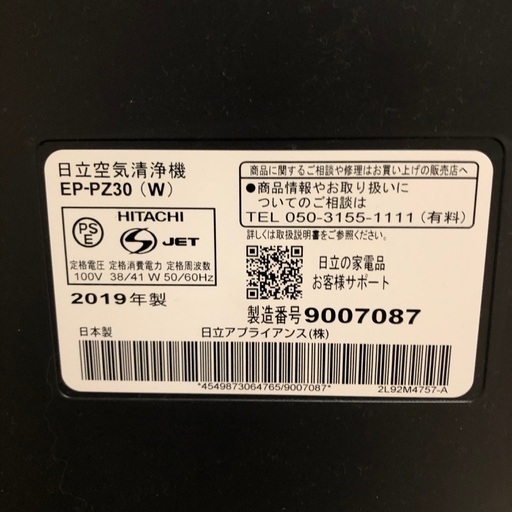 日立空気清浄機
EP-PZ30（W）
PS
E
HITACHI
JET
定格電圧 定格消費電力 定格周波数
100V 38/41 W 50/60Hz
2019年製
商品に関するご相談や修理はお買い上げの販売店へ
●商品情報やお取り扱いに
ついてのご相談は
TEL 050-3155-1111（有料）
詳しくは取扱説明書をご参照ください。
日立の家電品
お客様サポート
製造番号9007087
日本製
日立アプライアンス(株)
*4549873064765/9007087*
2L92M4757-A